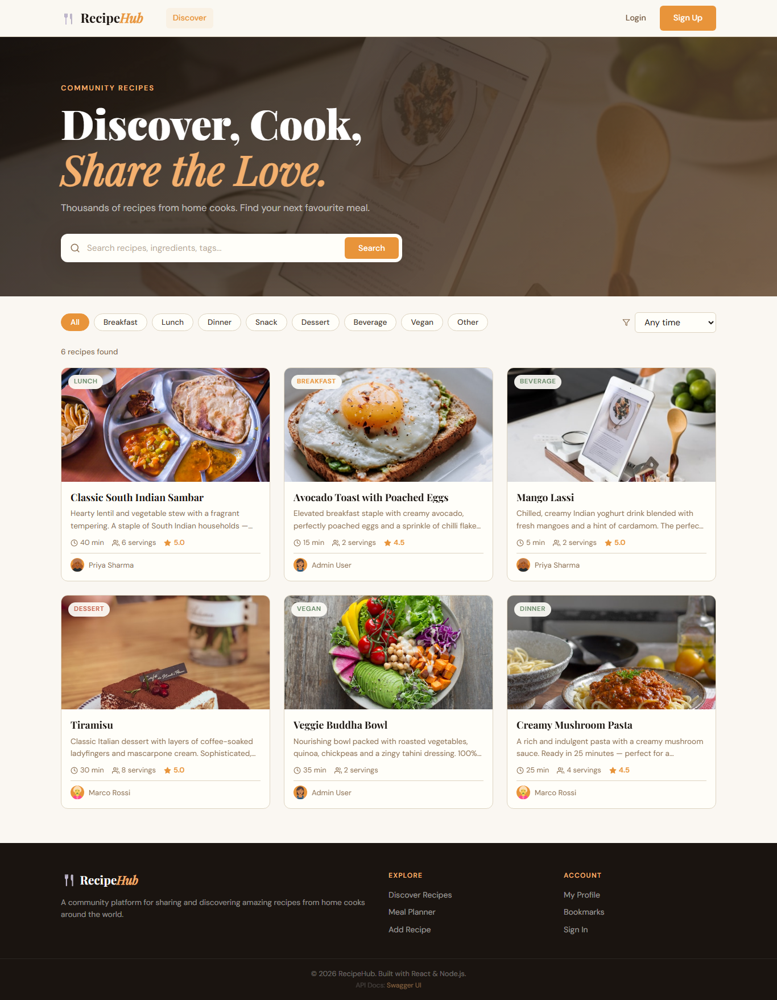 RecipeHub
Discover
Login
Sign Up
COMMUNITY RECIPES
Discover, Cook,
Share the Love.
Thousands of recipes from home cooks. Find your next favourite meal.
Search recipes, ingredients, tags...
Search
All
Breakfast
Lunch
Dinner
Snack
Dessert
Beverage
Vegan
Other
Any time
6 recipes found
LUNCH
Classic South Indian Sambar
Hearty lentil and vegetable stew with a fragrant
tempering. A staple of South Indian households —...
40 min 6 servings 5.0
Priya Sharma
BREAKFAST
Avocado Toast with Poached Eggs
Elevated breakfast staple with creamy avocado,
perfectly poached eggs and a sprinkle of chilli flake...
15 min 2 servings 4.5
Admin User
BEVERAGE
Mango Lassi
Chilled, creamy Indian yoghurt drink blended with
fresh mangoes and a hint of cardamom. The perfec...
5 min 2 servings 5.0
Priya Sharma
DESSERT
Tiramisu
Classic Italian dessert with layers of coffee-soaked
ladyfingers and mascarpone cream. Sophisticated,...
30 min 8 servings 5.0
Marco Rossi
VEGAN
Veggie Buddha Bowl
Nourishing bowl packed with roasted vegetables,
quinoa, chickpeas and a zingy tahini dressing. 100%...
35 min 2 servings
Admin User
DINNER
Creamy Mushroom Pasta
A rich and indulgent pasta with a creamy mushroom
sauce. Ready in 25 minutes — perfect for a...
25 min 4 servings 4.5
Marco Rossi
RecipeHub
A community platform for sharing and discovering amazing recipes from home cooks
around the world.
EXPLORE
Discover Recipes
Meal Planner
Add Recipe
ACCOUNT
My Profile
Bookmarks
Sign In
© 2026 RecipeHub. Built with React & Node.js.
API Docs: Swagger UI